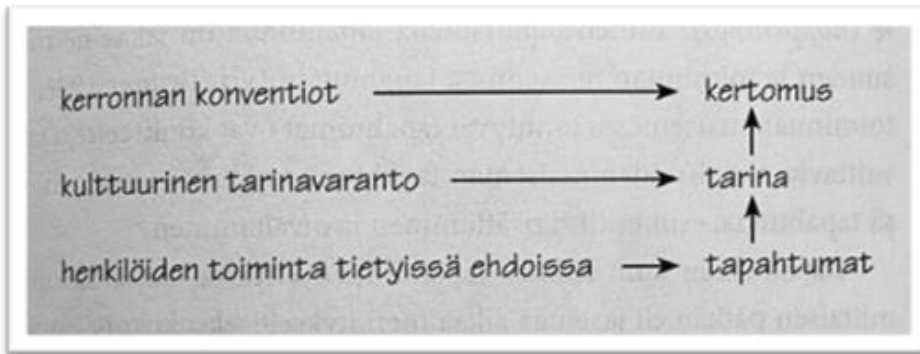 kerronnan konventiot → kertomus
kulttuurinen tarinavaranto → tarina
henkilöiden toiminta tietyissä ehdoissa → tapahtumat